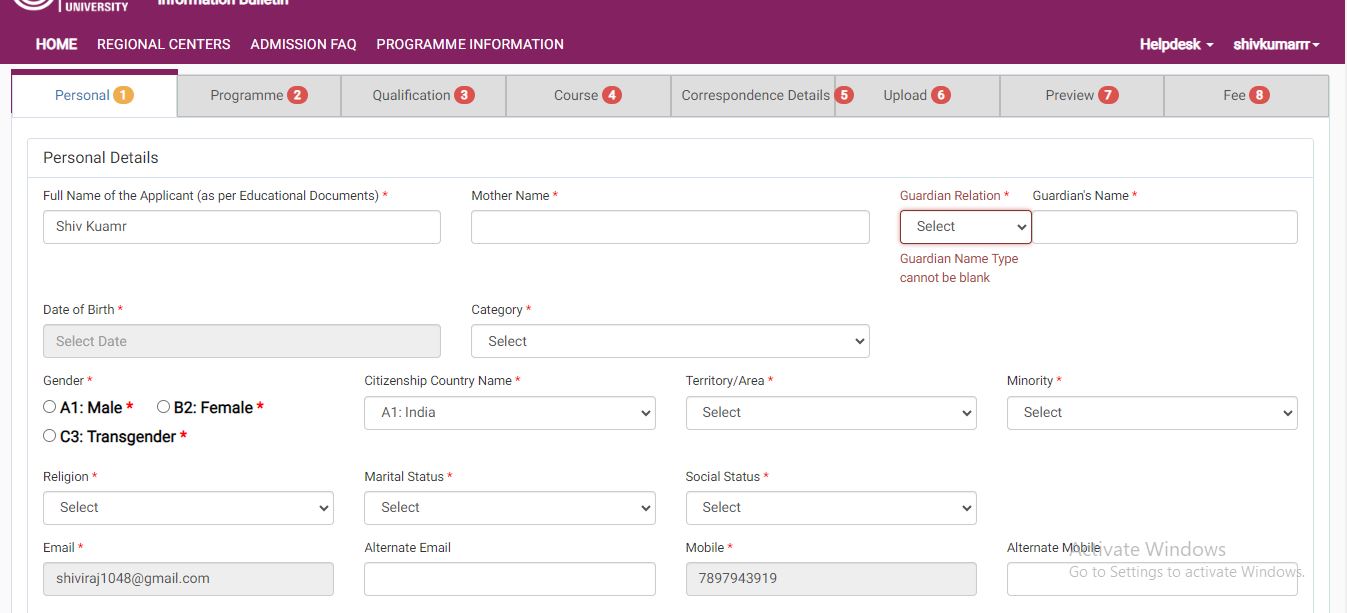 UNIVERSITY
Information Bulletin
HOME REGIONAL CENTERS ADMISSION FAQ PROGRAMME INFORMATION Helpdesk shivkumarrr
Personal 1 Programme 2 Qualification 3 Course 4 Correspondence Details 5 Upload 6 Preview 7 Fee 8
Personal Details
Full Name of the Applicant (as per Educational Documents) * Mother Name * Guardian Relation * Guardian's Name *
Shiv Kuamr Select
Guardian Name Type
cannot be blank
Date of Birth * Category *
Select Date Select
Gender * Citizenship Country Name * Territory/Area * Minority *
A1: Male * B2: Female * A1: India Select Select
C3: Transgender *
Religion * Marital Status * Social Status *
Select Select Select
Email * Alternate Email Mobile * Alternate Mobile
Activate Windows
shiviraj1048@gmail.com 7897943919
Go to Settings to activate Windows.